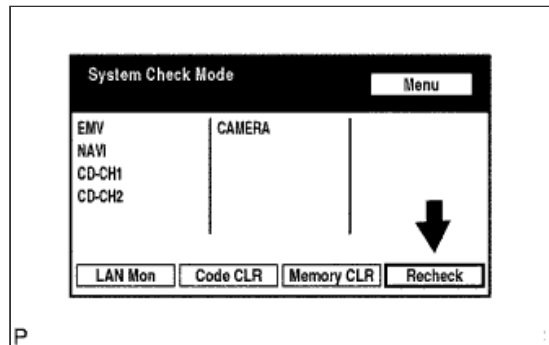 System Check Mode
Menu
EMV
NAVI
CD-CH1
CD-CH2
CAMERA
LAN Mon
Code CLR
Memory CLR
Recheck
P